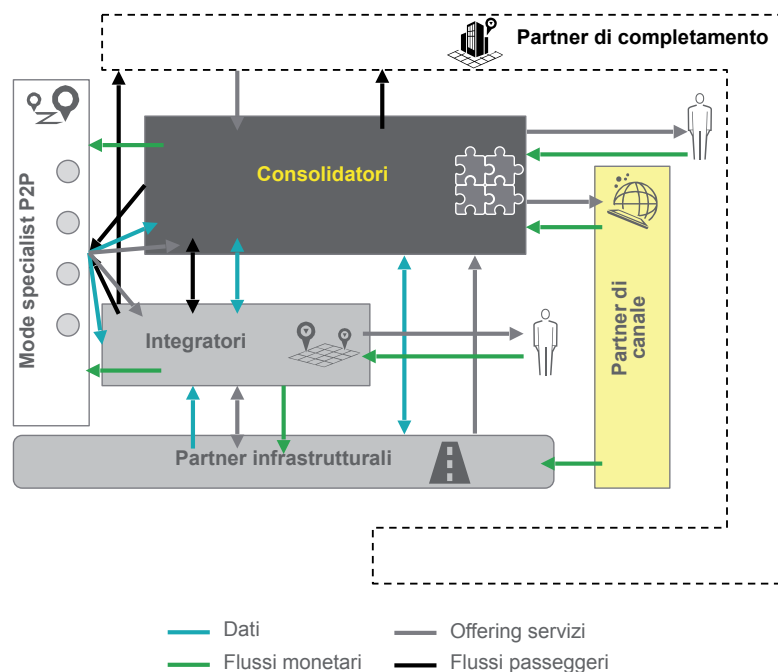 Partner di completamento
Mode specialist P2P
Consolidatori
Partner di
canale
Integratori
Partner infrastrutturali
Dati
Offering servizi
Flussi monetari
Flussi passeggeri